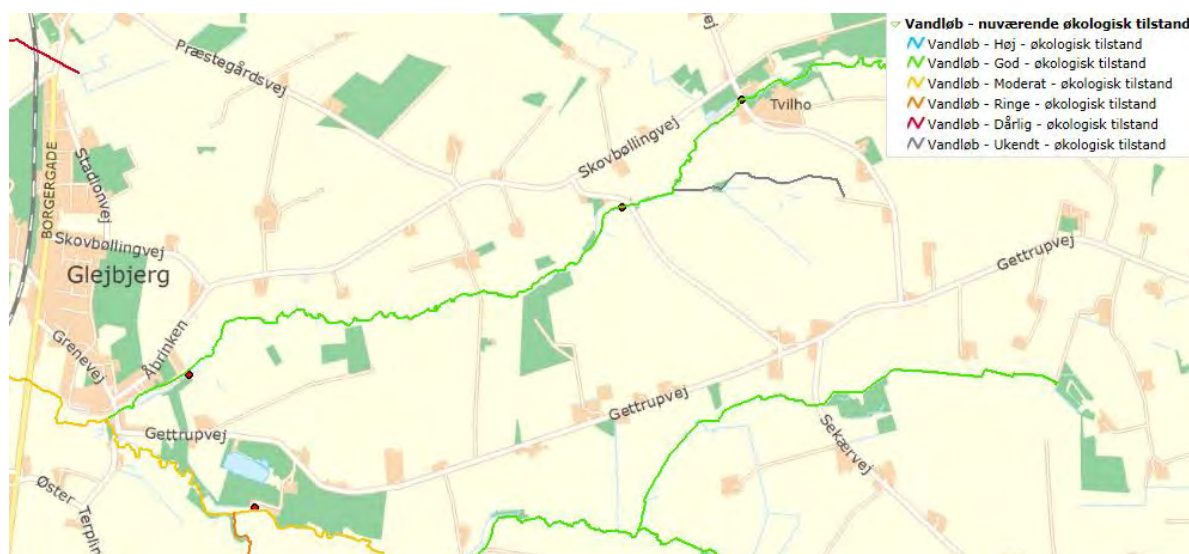 Vandløb - nuværende økologisk tilstand
Vandløb - Høj - økologisk tilstand
Vandløb - God - økologisk tilstand
Vandløb - Moderat - økologisk tilstand
Vandløb - Ringe - økologisk tilstand
Vandløb - Dårlig - økologisk tilstand
Vandløb - Ukendt - økologisk tilstand
Præstegårdsvej
vej
Tvilho
Skovbøllingvej
Stadionvej
BORGERGADE
Skovbøllingvej
Glejbjerg
Gettrupvej
Grenevej
Åbrinken
Gettrupvej
Gettrupvej
Sekærvej
Øster
Terplin